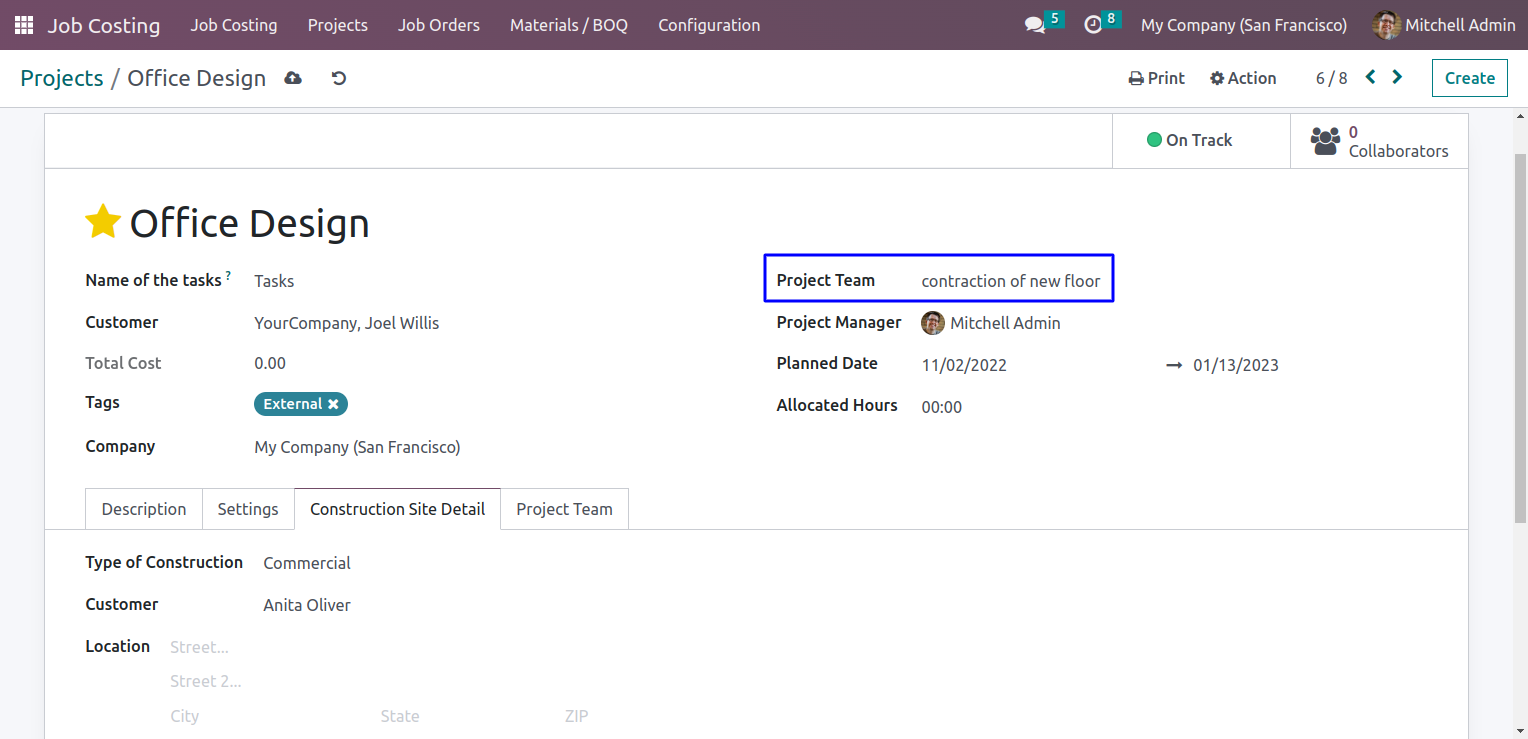 Job Costing Job Costing Projects Job Orders Materials / BOQ Configuration 5 8 My Company (San Francisco) Mitchell Admin
Projects / Office Design Print Action 6 / 8 Create
On Track
0
Collaborators
Office Design
Name of the tasks ? Tasks
Project Team contraction of new floor
Customer YourCompany, Joel Willis
Project Manager Mitchell Admin
Total Cost 0.00
Planned Date 11/02/2022 → 01/13/2023
Tags External ✖
Allocated Hours 00:00
Company My Company (San Francisco)
Description Settings Construction Site Detail Project Team
Type of Construction Commercial
Customer Anita Oliver
Location Street...
Street 2...
City State ZIP